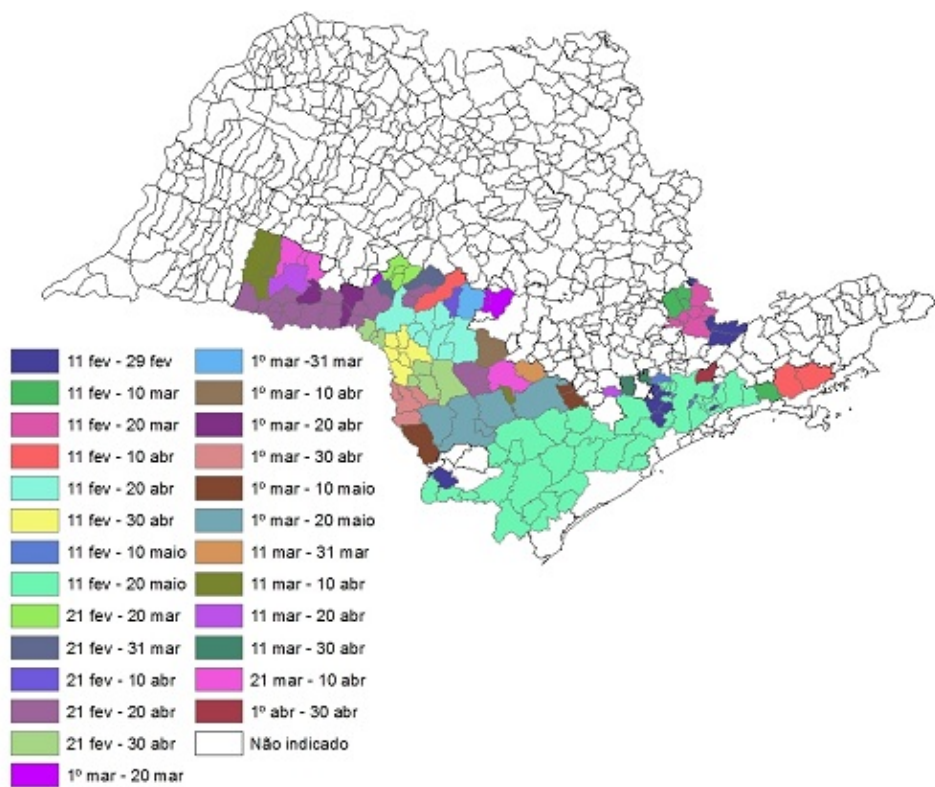 11 fev - 29 fev
11 fev - 10 mar
11 fev - 20 mar
11 fev - 10 abr
11 fev - 20 abr
11 fev - 30 abr
11 fev - 10 maio
11 fev - 20 maio
21 fev - 20 mar
21 fev - 31 mar
21 fev - 10 abr
21 fev - 20 abr
21 fev - 30 abr
1º mar - 20 mar
1º mar -31 mar
1º mar - 10 abr
1º mar - 20 abr
1º mar - 30 abr
1º mar - 10 maio
1º mar - 20 maio
11 mar - 31 mar
11 mar - 10 abr
11 mar - 20 abr
11 mar - 30 abr
21 mar - 10 abr
1º abr - 30 abr
Não indicado